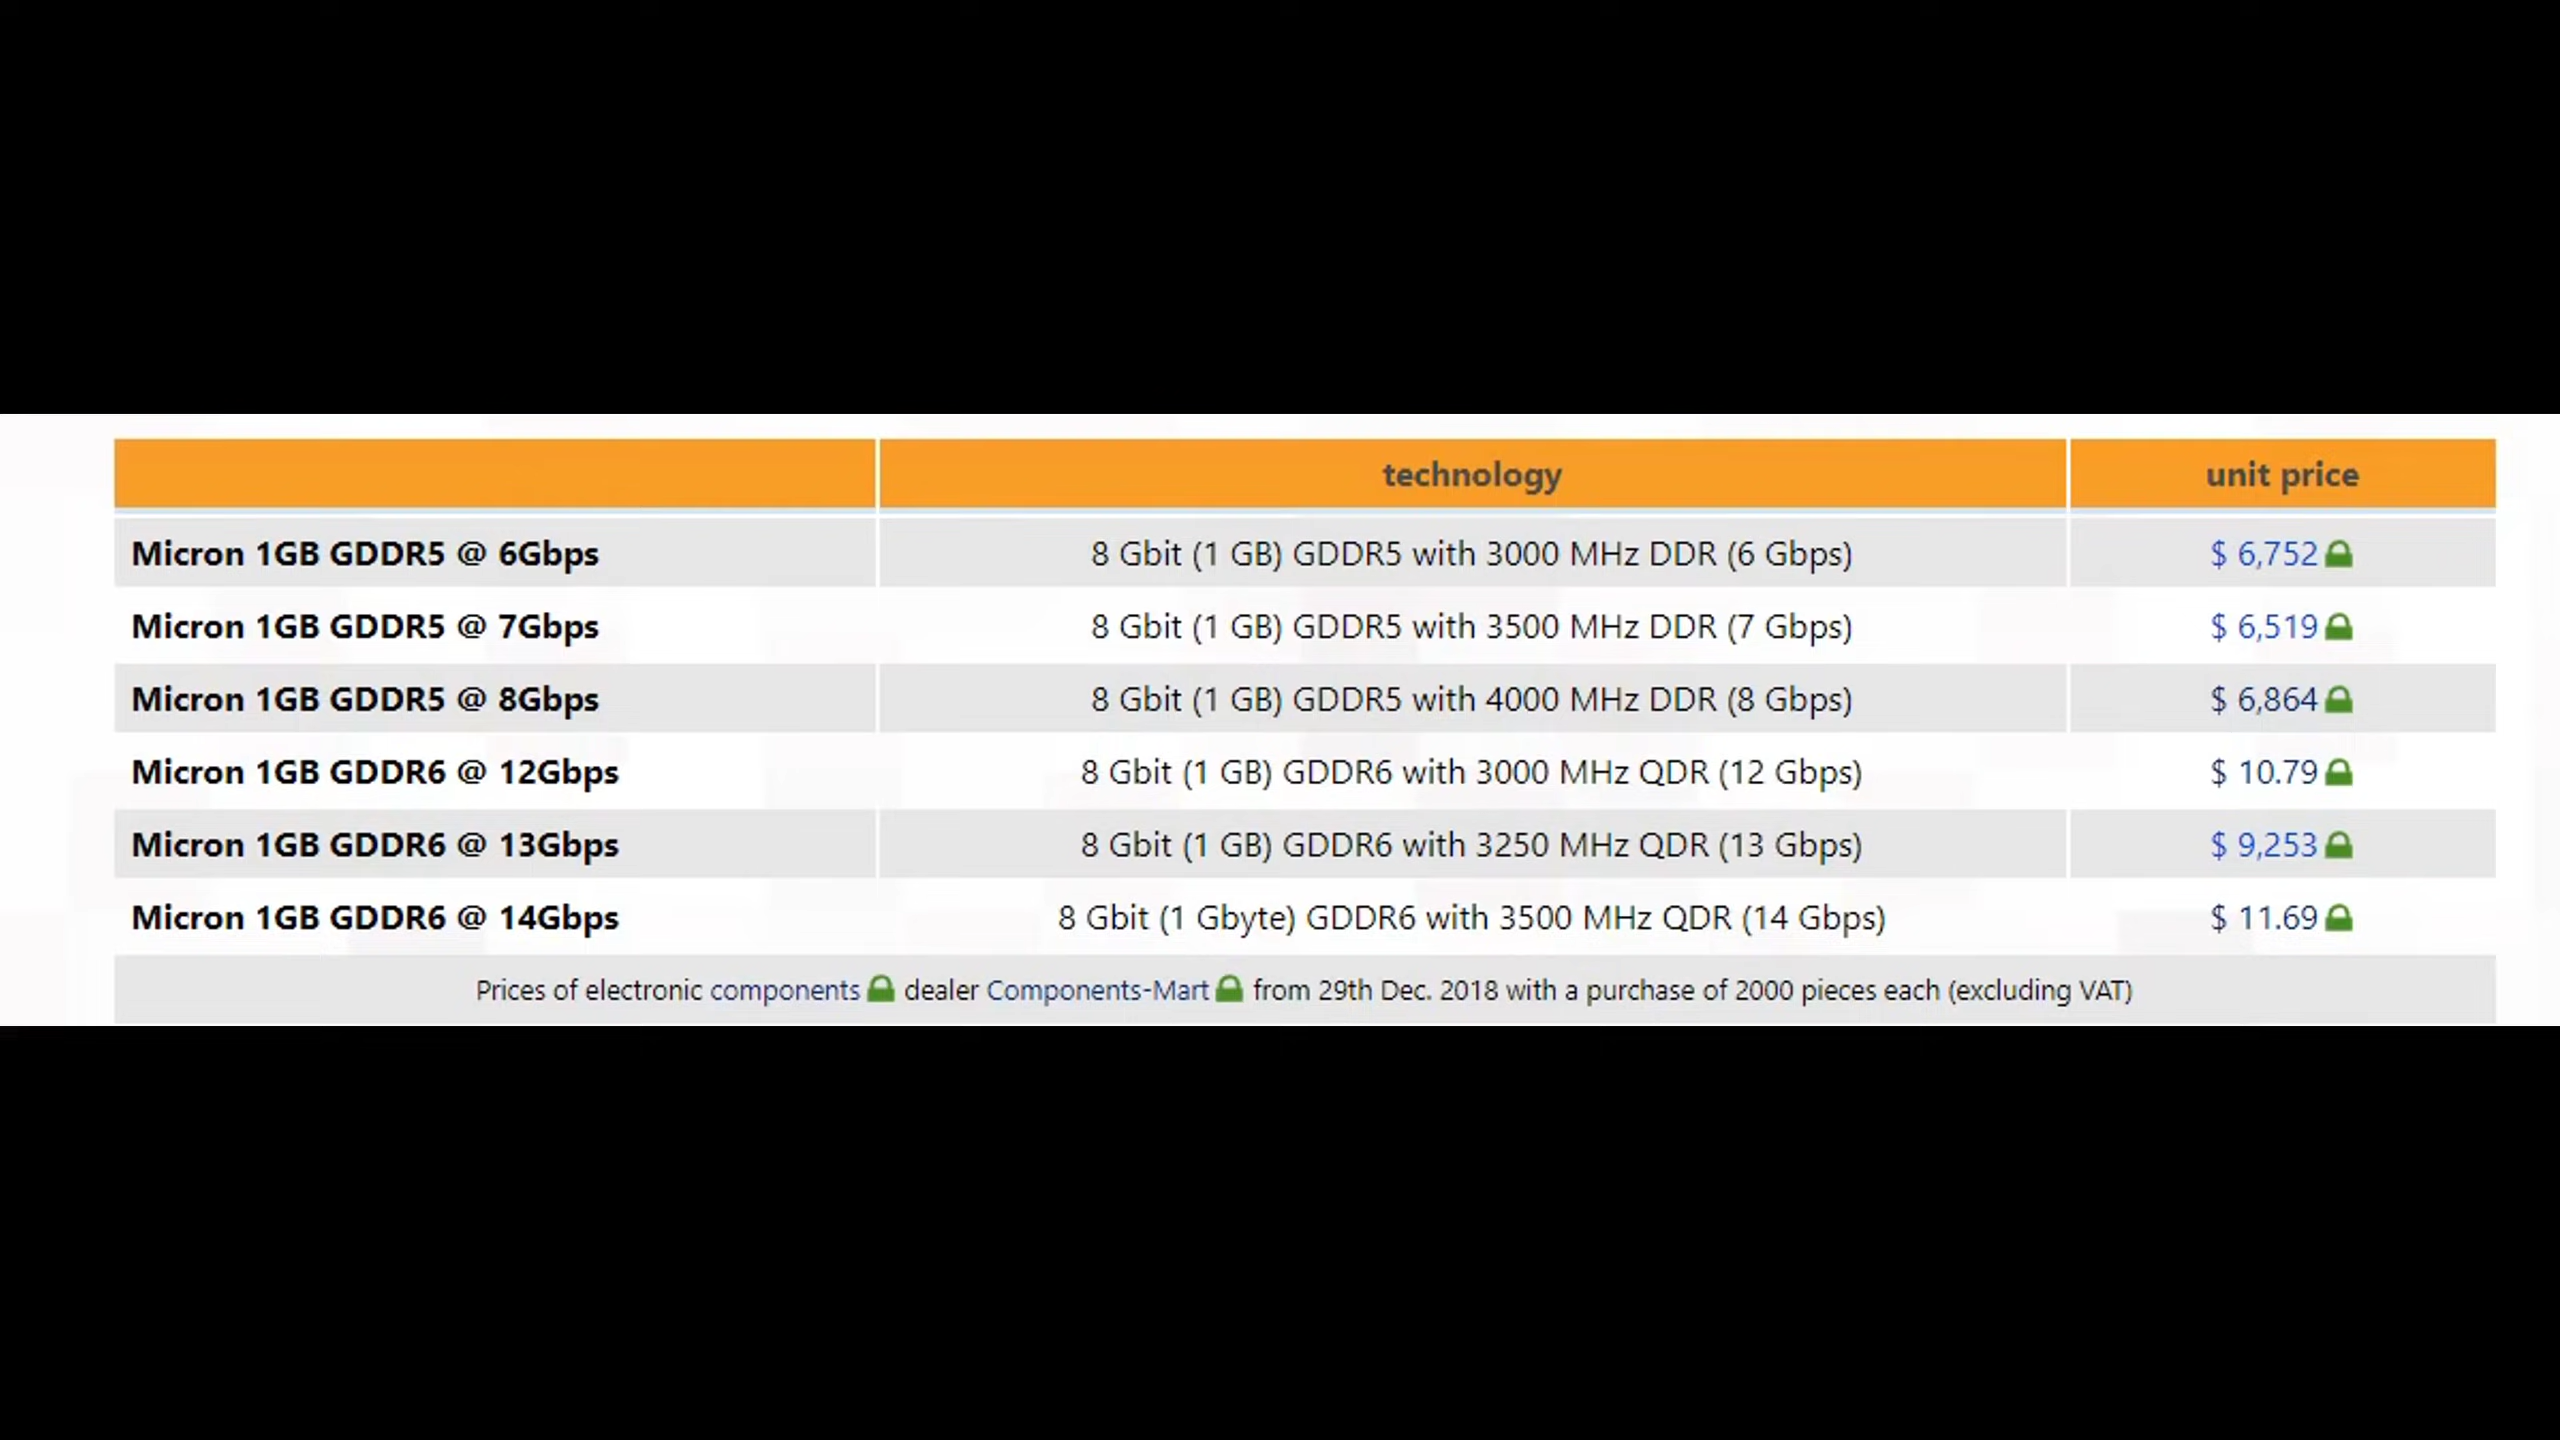 technology unit price
Micron 1GB GDDR5 @ 6Gbps 8 Gbit (1 GB) GDDR5 with 3000 MHz DDR (6 Gbps) $ 6,752
Micron 1GB GDDR5 @ 7Gbps 8 Gbit (1 GB) GDDR5 with 3500 MHz DDR (7 Gbps) $ 6,519
Micron 1GB GDDR5 @ 8Gbps 8 Gbit (1 GB) GDDR5 with 4000 MHz DDR (8 Gbps) $ 6,864
Micron 1GB GDDR6 @ 12Gbps 8 Gbit (1 GB) GDDR6 with 3000 MHz QDR (12 Gbps) $ 10.79
Micron 1GB GDDR6 @ 13Gbps 8 Gbit (1 GB) GDDR6 with 3250 MHz QDR (13 Gbps) $ 9,253
Micron 1GB GDDR6 @ 14Gbps 8 Gbit (1 Gbyte) GDDR6 with 3500 MHz QDR (14 Gbps) $ 11.69
Prices of electronic components dealer Components-Mart from 29th Dec. 2018 with a purchase of 2000 pieces each (excluding VAT)